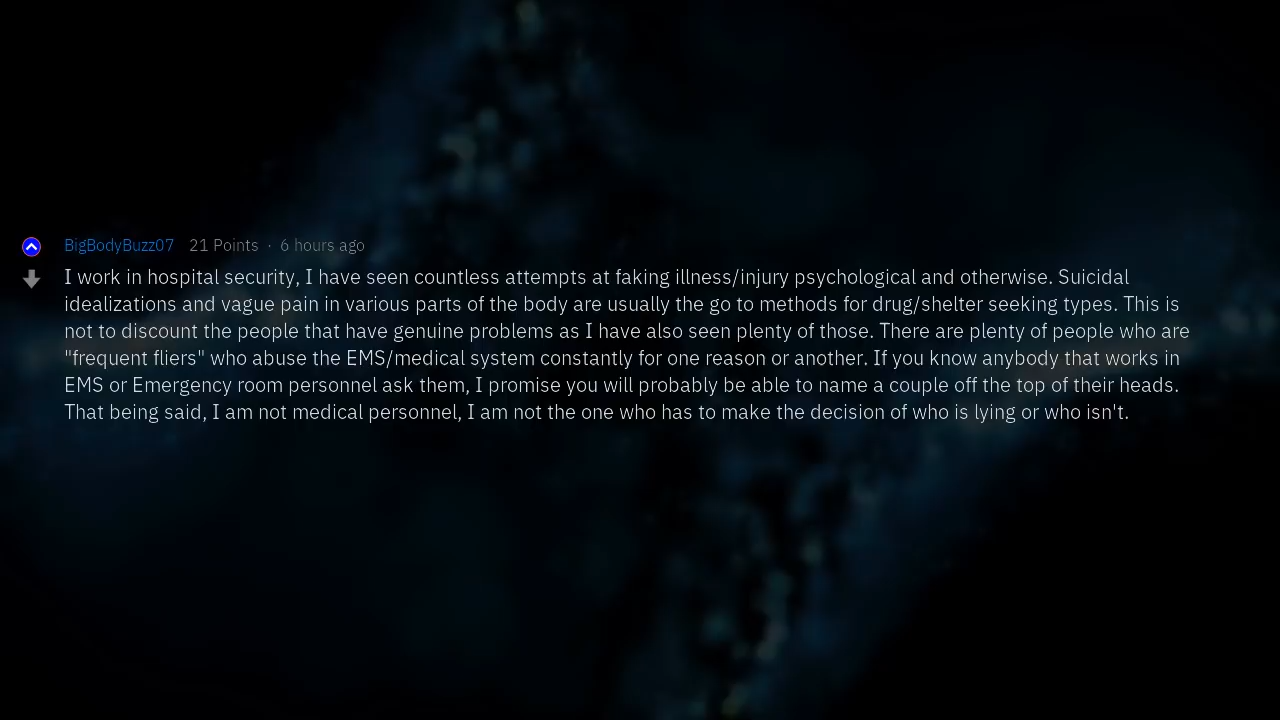 BigBodyBuzz07 21 Points · 6 hours ago
I work in hospital security, I have seen countless attempts at faking illness/injury psychological and otherwise. Suicidal
idealizations and vague pain in various parts of the body are usually the go to methods for drug/shelter seeking types. This is
not to discount the people that have genuine problems as I have also seen plenty of those. There are plenty of people who are
"frequent fliers" who abuse the EMS/medical system constantly for one reason or another. If you know anybody that works in
EMS or Emergency room personnel ask them, I promise you will probably be able to name a couple off the top of their heads.
That being said, I am not medical personnel, I am not the one who has to make the decision of who is lying or who isn't.